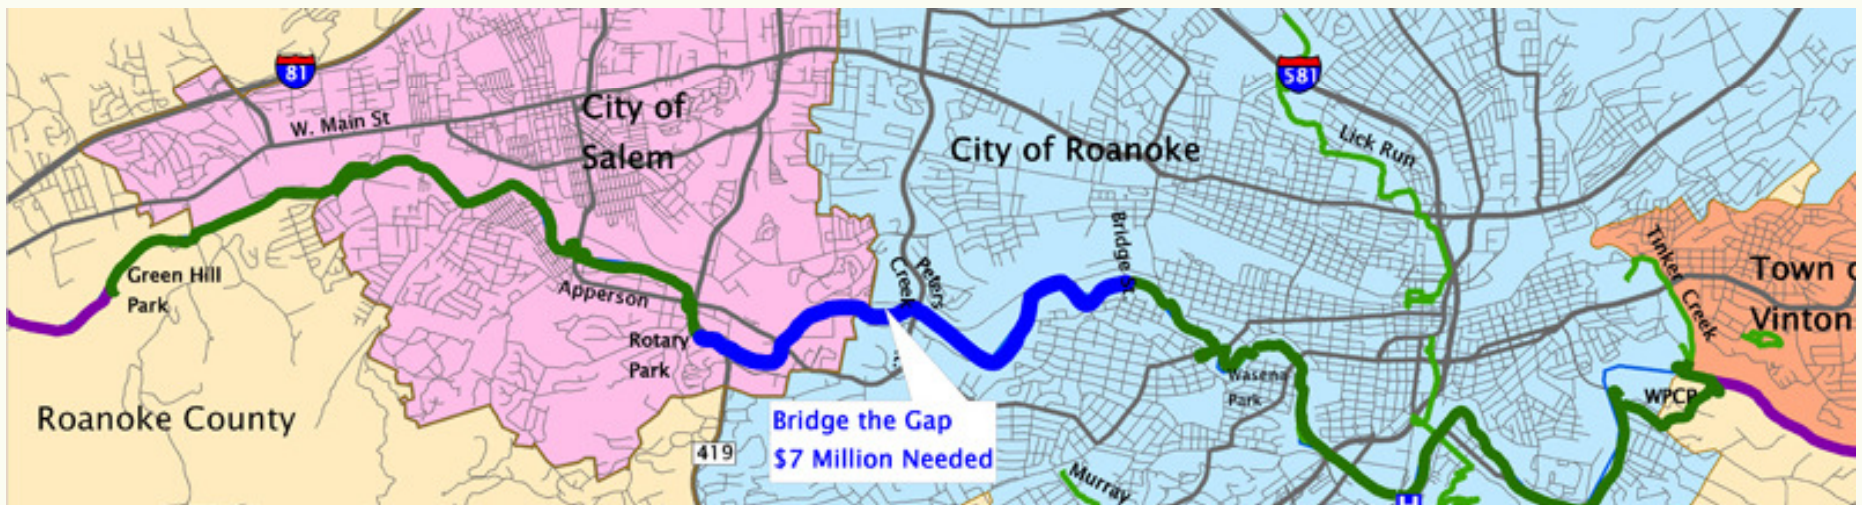 81
W. Main St
City of
Salem
City of Roanoke
581
Lick Run
Green Hill
Park
Apperson
Rotary
Park
Peters
Creek
Bridge St.
Tinker Creek
Town
Vinton
Wasena
Park
WPCP
Roanoke County
419
Bridge the Gap
$7 Million Needed
Murray
H